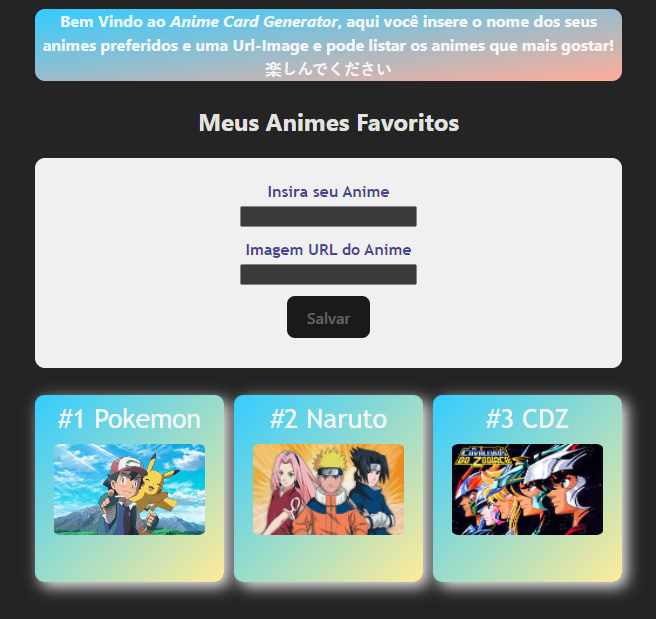 Bem Vindo ao Anime Card Generator, aqui você insere o nome dos seus
animes preferidos e uma Url-Image e pode listar os animes que mais gostar!
楽しんでください
Meus Animes Favoritos
Insira seu Anime
Imagem URL do Anime
Salvar
#1 Pokemon
#2 Naruto
#3 CDZ
OS CAVALEIROS
DO ZODÍACO